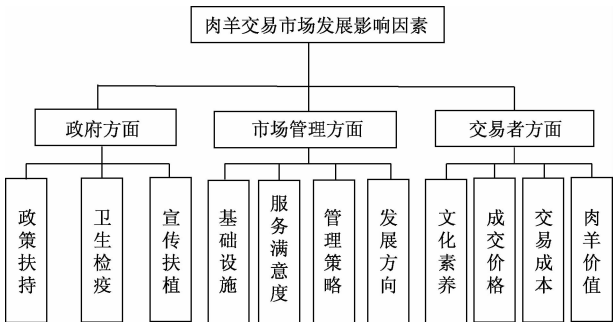 肉羊交易市场发展影响因素
政府方面
市场管理方面
交易者方面
政策扶持
卫生检疫
宣传扶植
基础设施
服务满意度
管理策略
发展方向
文化素养
成交价格
交易成本
肉羊价值